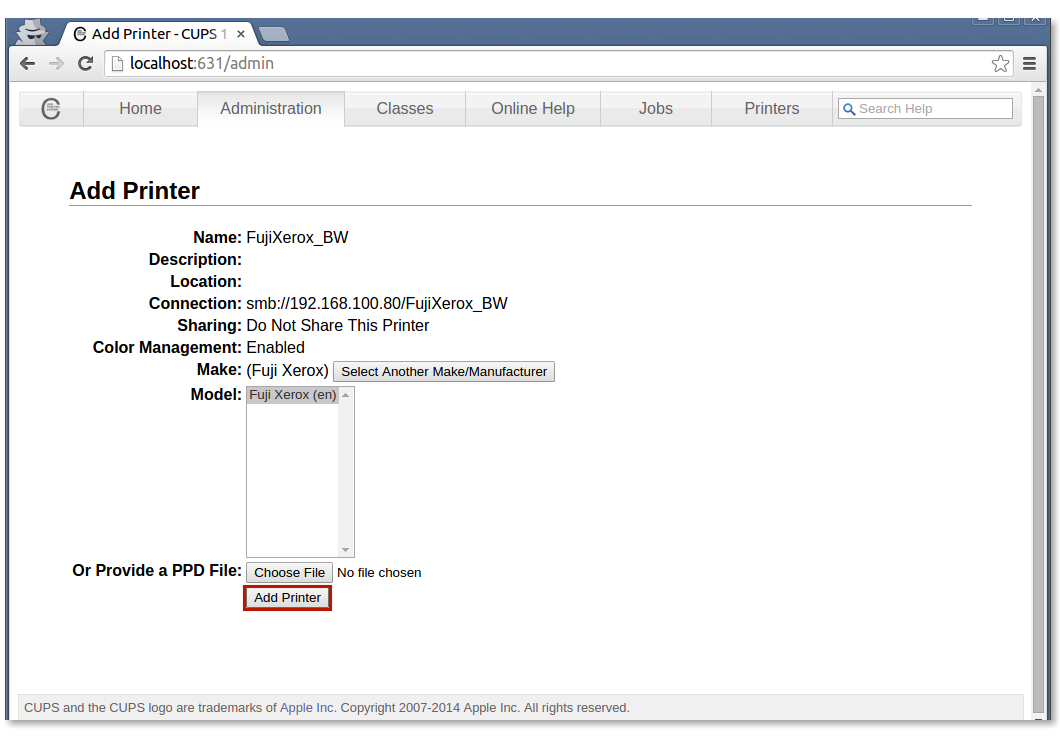 Add Printer - CUPS 1
localhost:631/admin
Home Administration Classes Online Help Jobs Printers Search Help
Add Printer
Name: FujiXerox_BW
Description:
Location:
Connection: smb://192.168.100.80/FujiXerox_BW
Sharing: Do Not Share This Printer
Color Management: Enabled
Make: (Fuji Xerox) Select Another Make/Manufacturer
Model: Fuji Xerox (en)
Or Provide a PPD File: Choose File No file chosen
Add Printer
CUPS and the CUPS logo are trademarks of Apple Inc. Copyright 2007-2014 Apple Inc. All rights reserved.